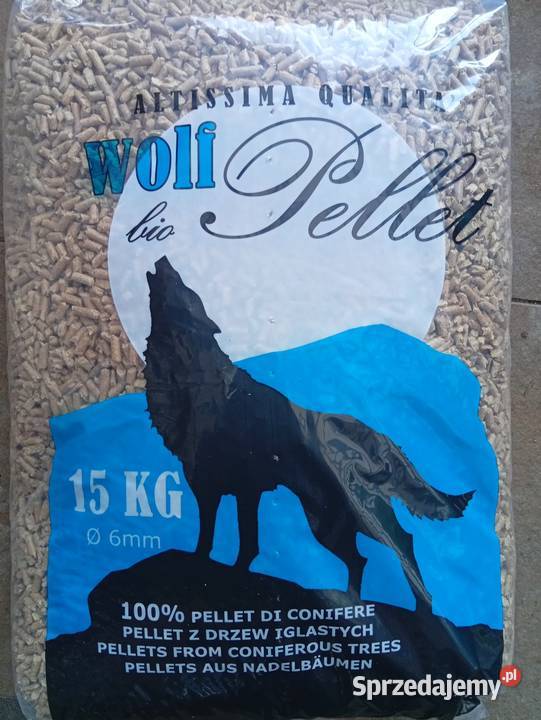 ALTISSIMA QUALITA
wolf Pellet
bio
15 KG
Ø 6mm
100% PELLET DI CONIFERE
PELLET Z DRZEW IGLASTYCH
PELLETS FROM CONIFEROUS TREES
PELLETS AUS NADELBÄUMEN
Sprzedajemy.pl